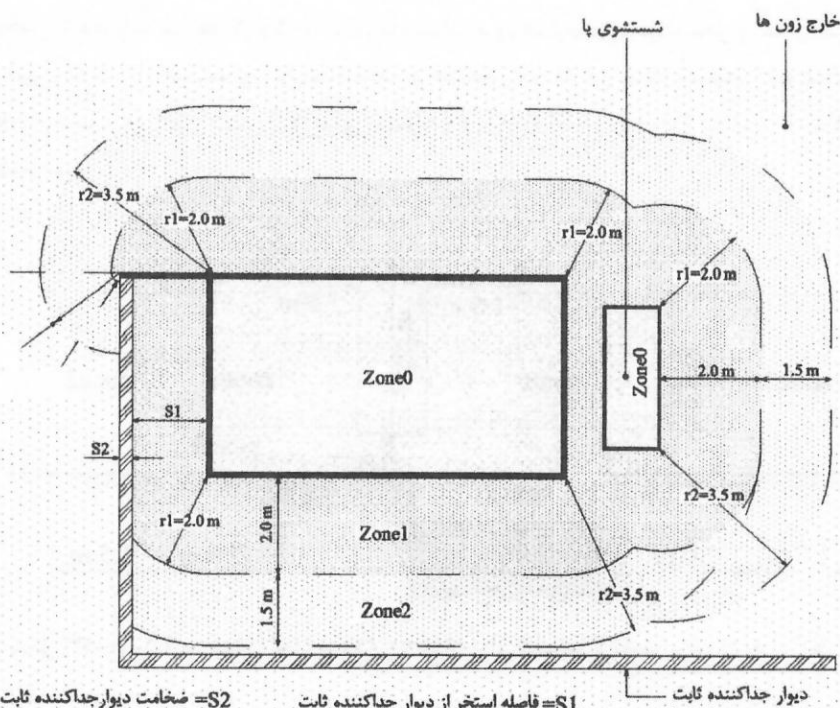 خارج زون ها
شستشوی پا
r2=3.5 m
r1=2.0 m
r1=2.0 m
r1=2.0 m
Zone0
Zone0
2.0 m
1.5 m
S1
S2
r1=2.0 m
2.0 m
Zone1
r2=3.5 m
r2=3.5 m
1.5 m
Zone2
دیوار جداکننده ثابت
S1= فاصله استخر از دیوار جداکننده ثابت
S2= ضخامت دیوارجداکننده ثابت